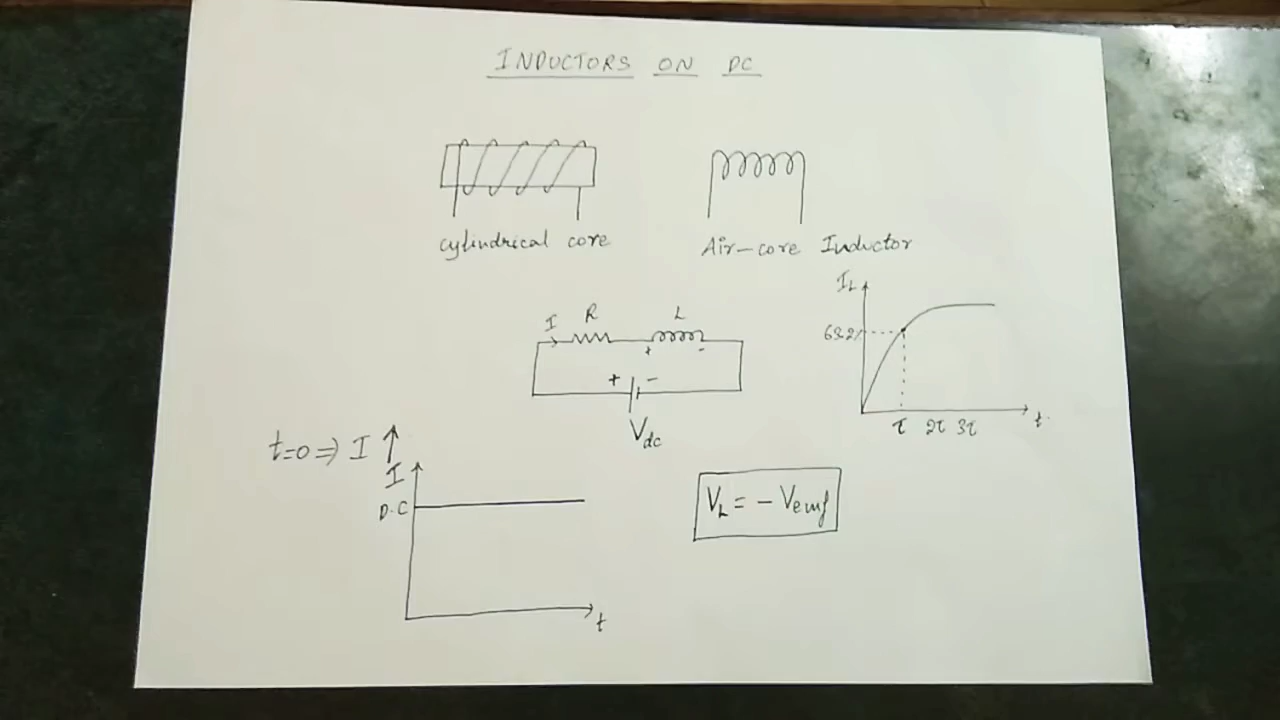 INDUCTORS ON DC
cylindrical core
Air-core Inductor
I R L
+ -
+ -
Vdc
IL
63.2%
τ 2τ 3τ
t
t=0 => I ↑
I
D.C
t
VL = - Vemf